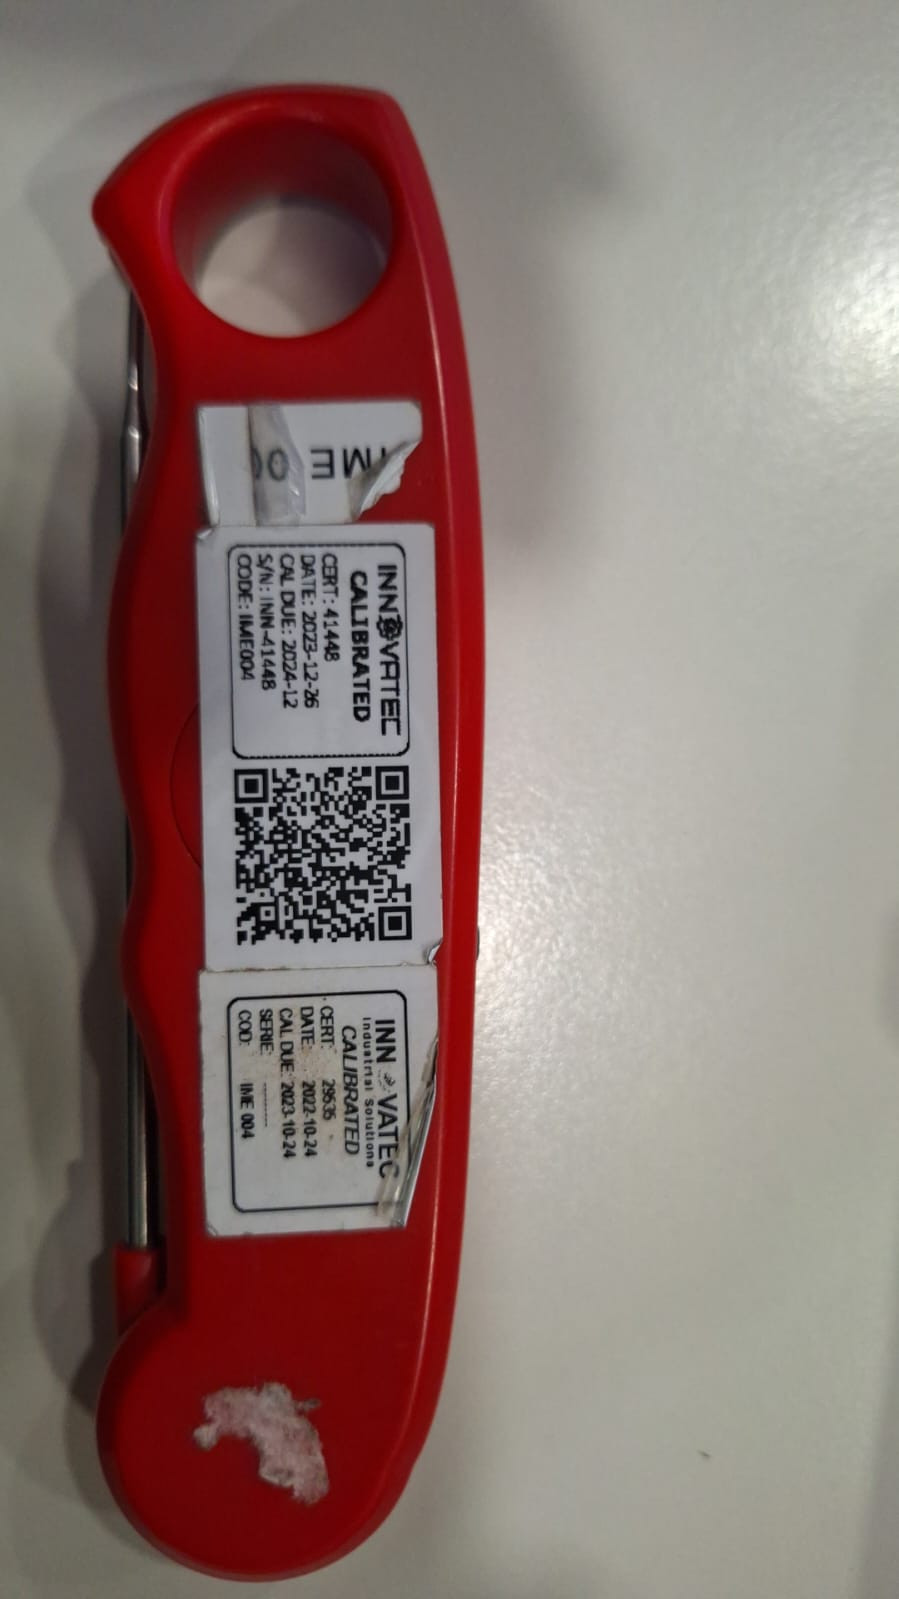 IME 00
INNOVATEC
CALIBRATED
CERT: 41448
DATE: 2023-12-26
CAL DUE: 2024-12
S/N: INN-41448
CODE: IME004
INNOVATEC
Industrial Solutions
CALIBRATED
CERT: 29535
DATE: 2022-10-24
CAL DUE: 2023-10-24
SERIE: ---------
COD: IME 004